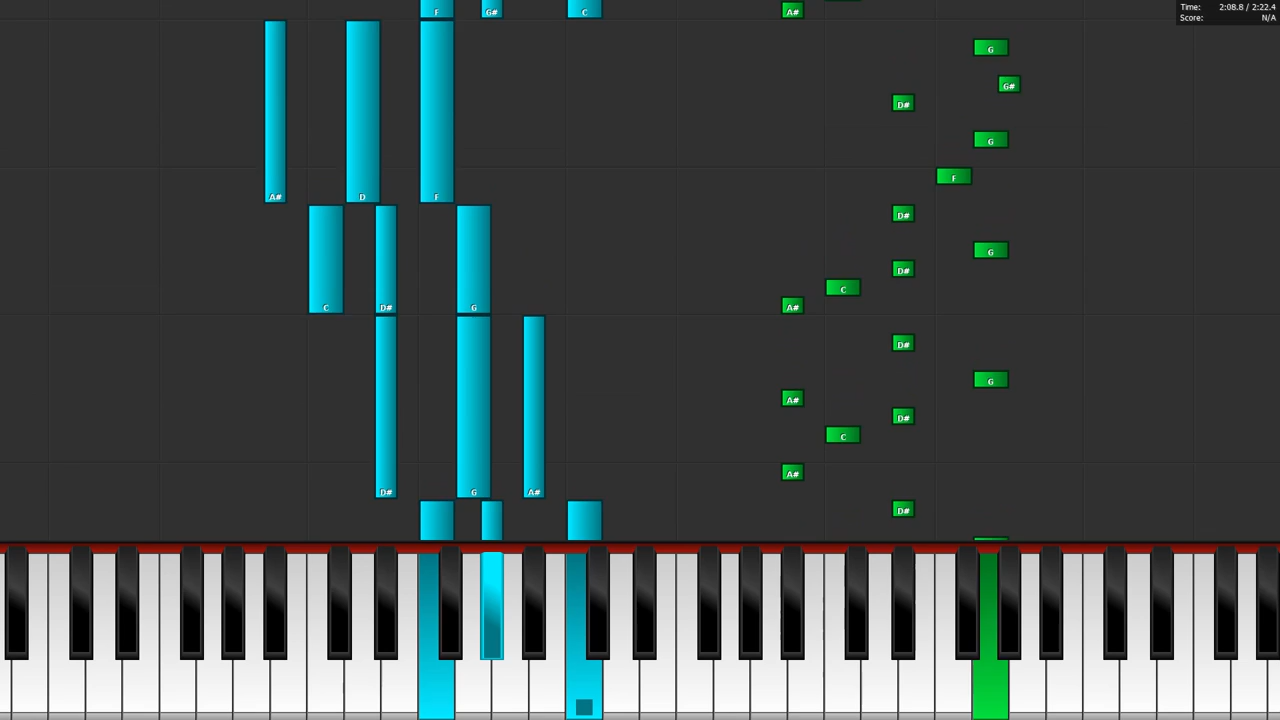 Time: 2:08.8 / 2:22.4
Score: N/A
F G# C A#
G
G#
D#
G
F
A# D F
D#
G
D#
C
A#
C D# G
D#
G
A#
D#
C
A#
D# G A#
D#